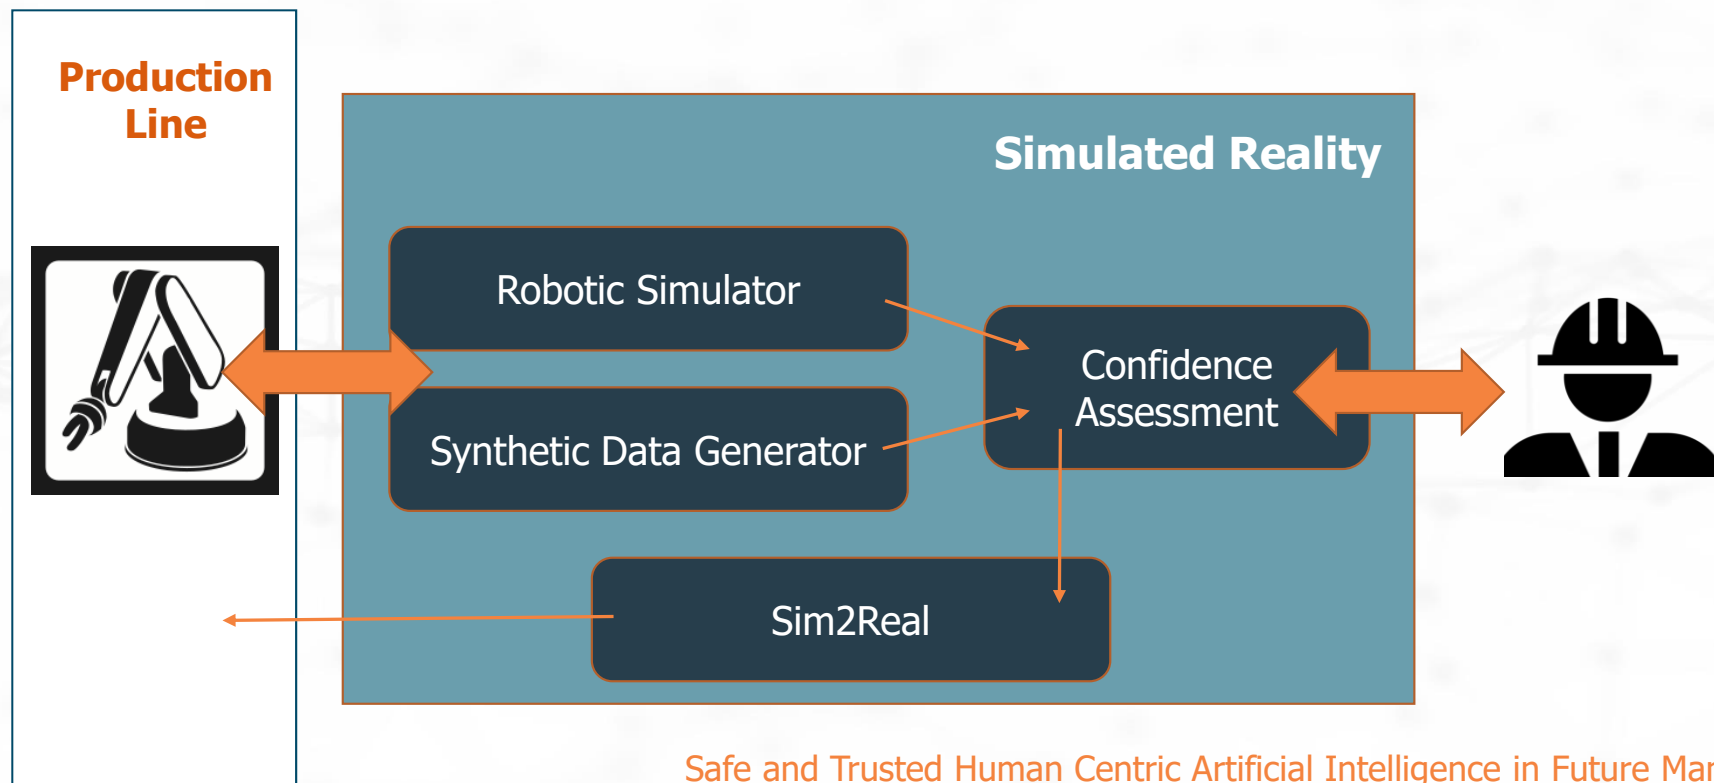 Production
Line
Simulated Reality
Robotic Simulator
Confidence
Assessment
Synthetic Data Generator
Sim2Real
Safe and Trusted Human Centric Artificial Intelligence in Future Mar